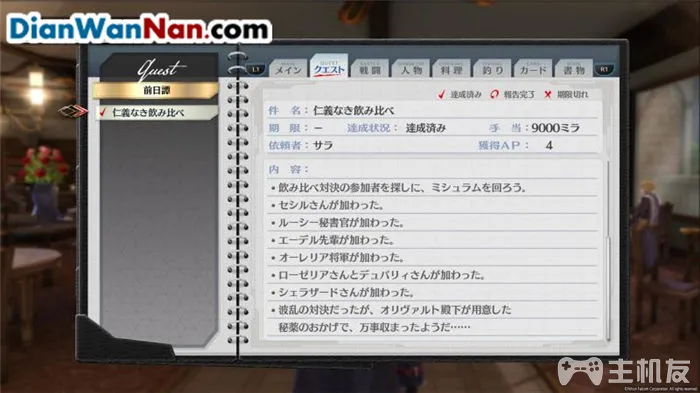 DianWanNan.com
DianWanNan.com
quest
前日譚
仁義なき飲み比べ
L1
メイン
クエスト
戦闘
人物
料理
釣り
カード
書物
R1
達成済み
報告完了
期限切れ
件 名：仁義なき飲み比べ
期 限：－ 達成状況： 達成済み 手 当：9000ミラ
依頼者：サラ 獲得ＡＰ： 4
内 容：
・飲み比べ対決の参加者を探しに、ミシュラムを回ろう。
・セシルさんが加わった。
・ルーシー秘書官が加わった。
・エーデル先輩が加わった。
・オーレリア将軍が加わった。
・ローゼリアさんとデュバリィさんが加わった。
・シェラザードさんが加わった。
・波乱の対決だったが、オリヴァルト殿下が用意した
秘薬のおかげで、万事収まったようだ……
主机友